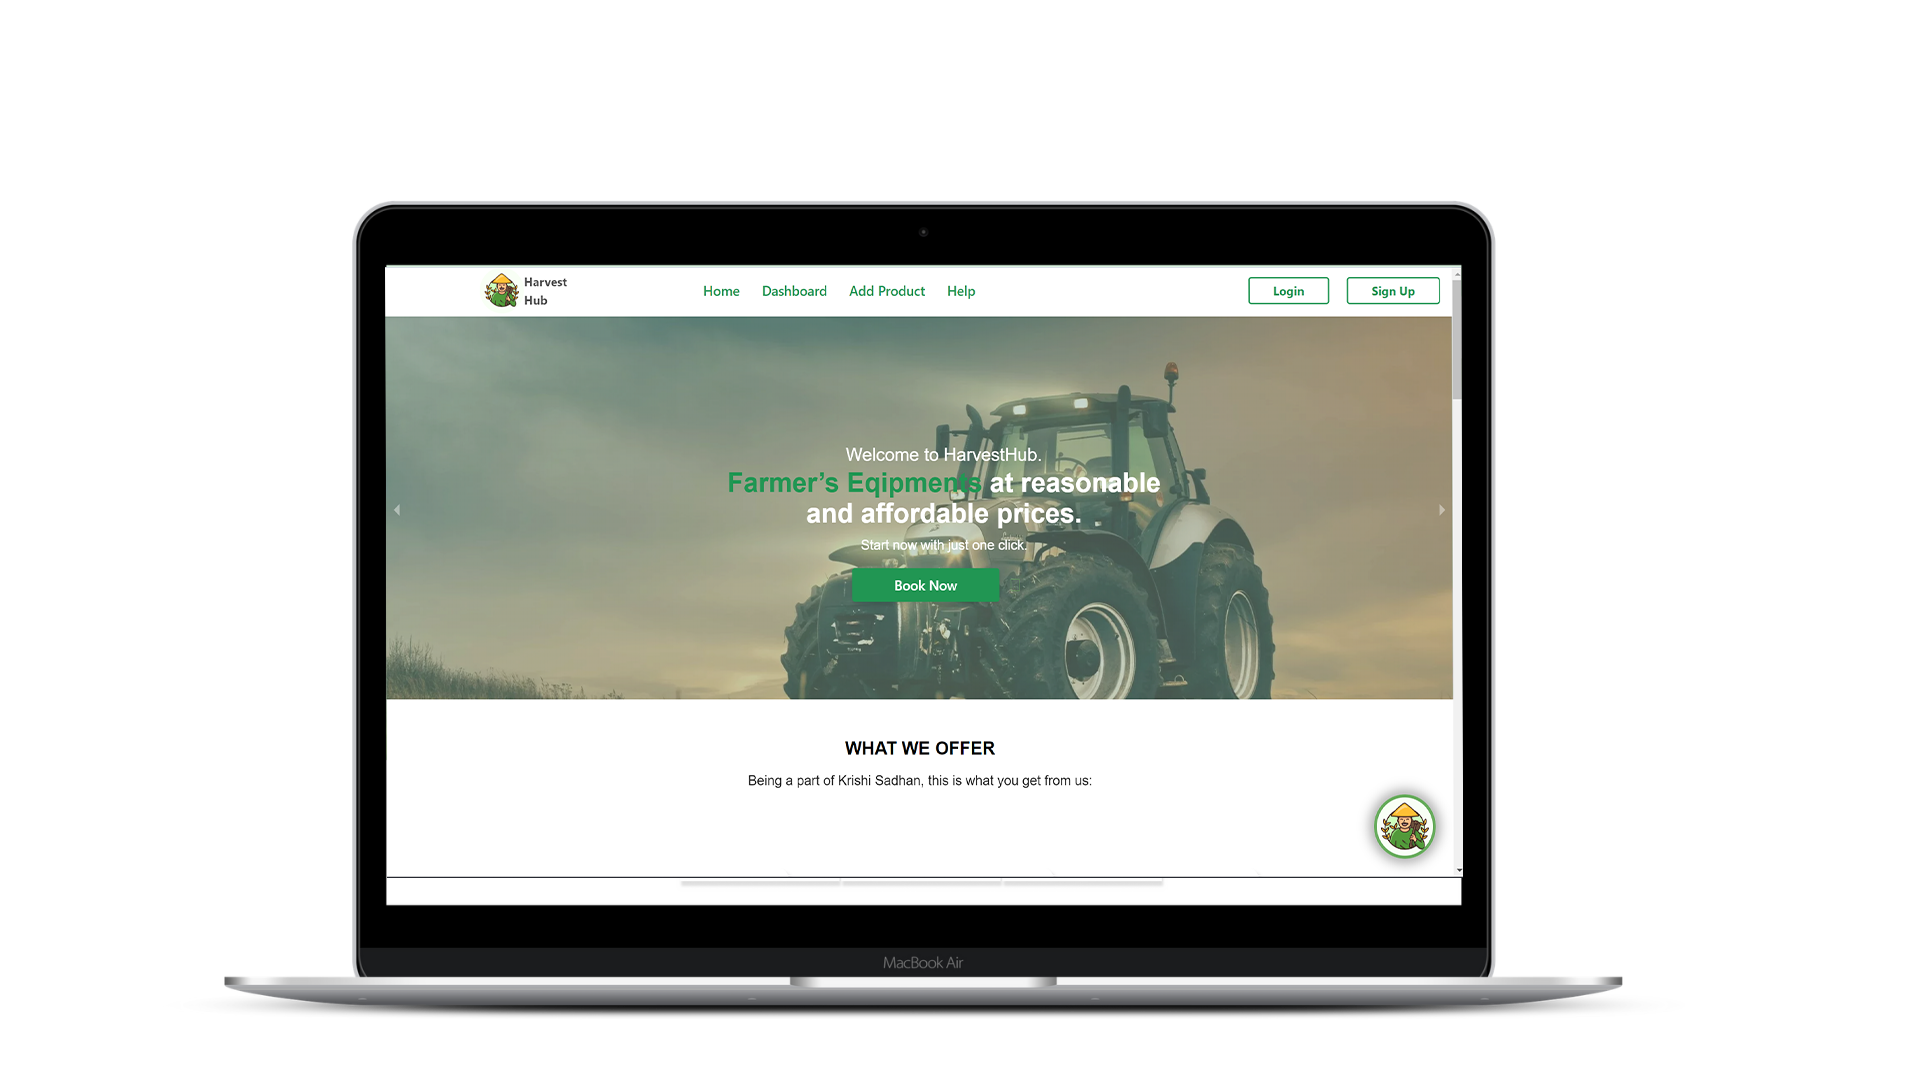 Harvest
Hub
Home Dashboard Add Product Help
Login Sign Up
Welcome to HarvestHub.
Farmer’s Eqipments at reasonable
and affordable prices.
Start now with just one click.
Book Now
WHAT WE OFFER
Being a part of Krishi Sadhan, this is what you get from us:
MacBook Air